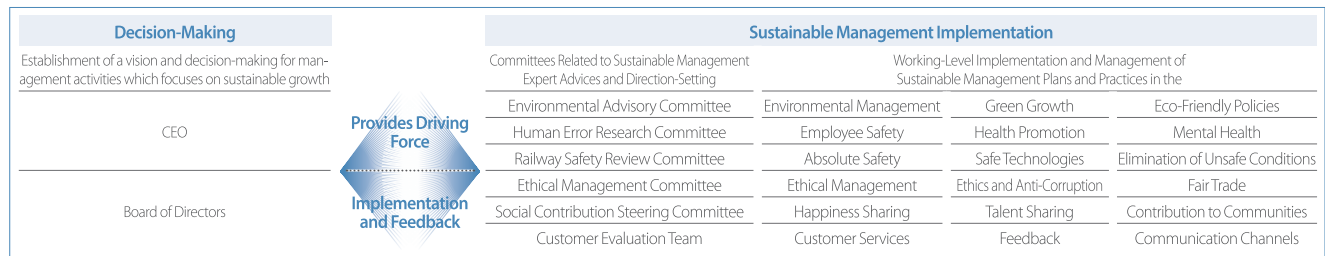 Decision-Making
Establishment of a vision and decision-making for man-
agement activities which focuses on sustainable growth
CEO
Board of Directors
Provides Driving
Force
Implementation
and Feedback
Sustainable Management Implementation
Committees Related to Sustainable Management
Expert Advices and Direction-Setting
Working-Level Implementation and Management of
Sustainable Management Plans and Practices in the
Environmental Advisory Committee Environmental Management Green Growth Eco-Friendly Policies
Human Error Research Committee Employee Safety Health Promotion Mental Health
Railway Safety Review Committee Absolute Safety Safe Technologies Elimination of Unsafe Conditions
Ethical Management Committee Ethical Management Ethics and Anti-Corruption Fair Trade
Social Contribution Steering Committee Happiness Sharing Talent Sharing Contribution to Communities
Customer Evaluation Team Customer Services Feedback Communication Channels